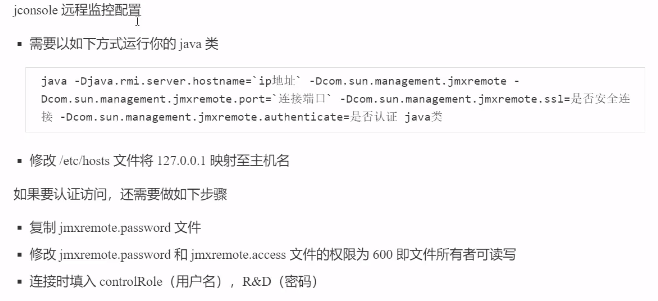 jconsole 远程监控配置
需要以如下方式运行你的 java 类
java -Djava.rmi.server.hostname=`ip地址` -Dcom.sun.management.jmxremote -
Dcom.sun.management.jmxremote.port=`连接端口` -Dcom.sun.management.jmxremote.ssl=是否安全连
接 -Dcom.sun.management.jmxremote.authenticate=是否认证 java类
修改 /etc/hosts 文件将 127.0.0.1 映射至主机名
如果要认证访问，还需要做如下步骤
复制 jmxremote.password 文件
修改 jmxremote.password 和 jmxremote.access 文件的权限为 600 即文件所有者可读写
连接时填入 controlRole（用户名），R&D（密码）